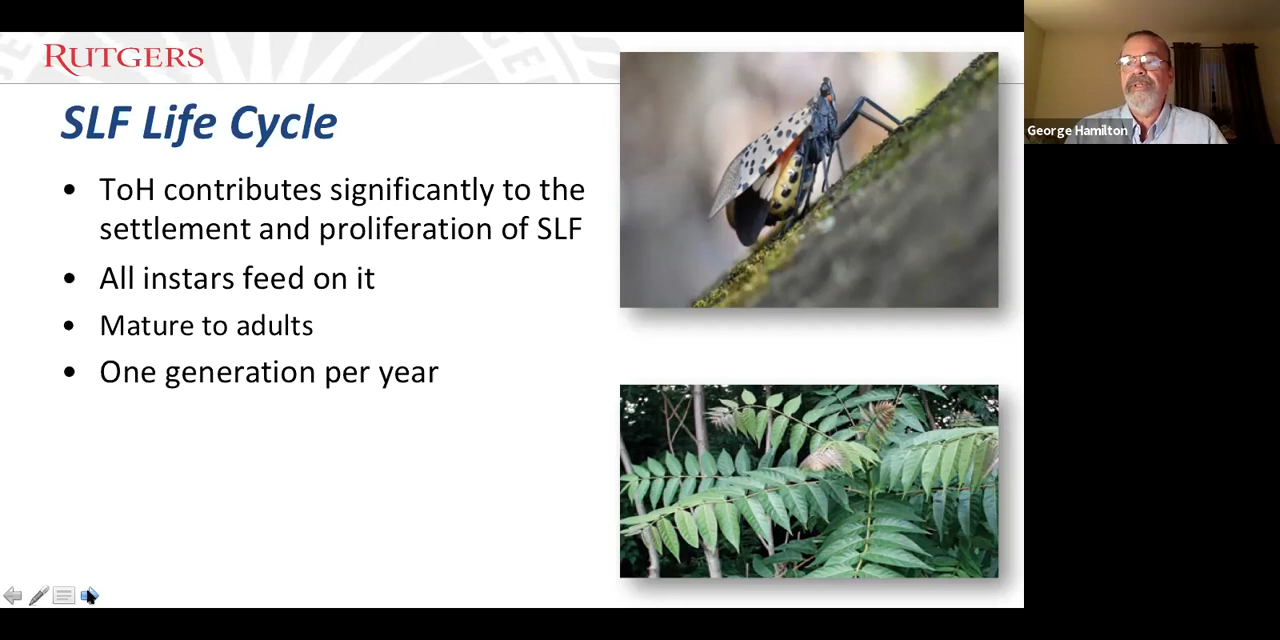 RUTGERS
SLF Life Cycle
• ToH contributes significantly to the
settlement and proliferation of SLF
• All instars feed on it
• Mature to adults
• One generation per year
George Hamilton